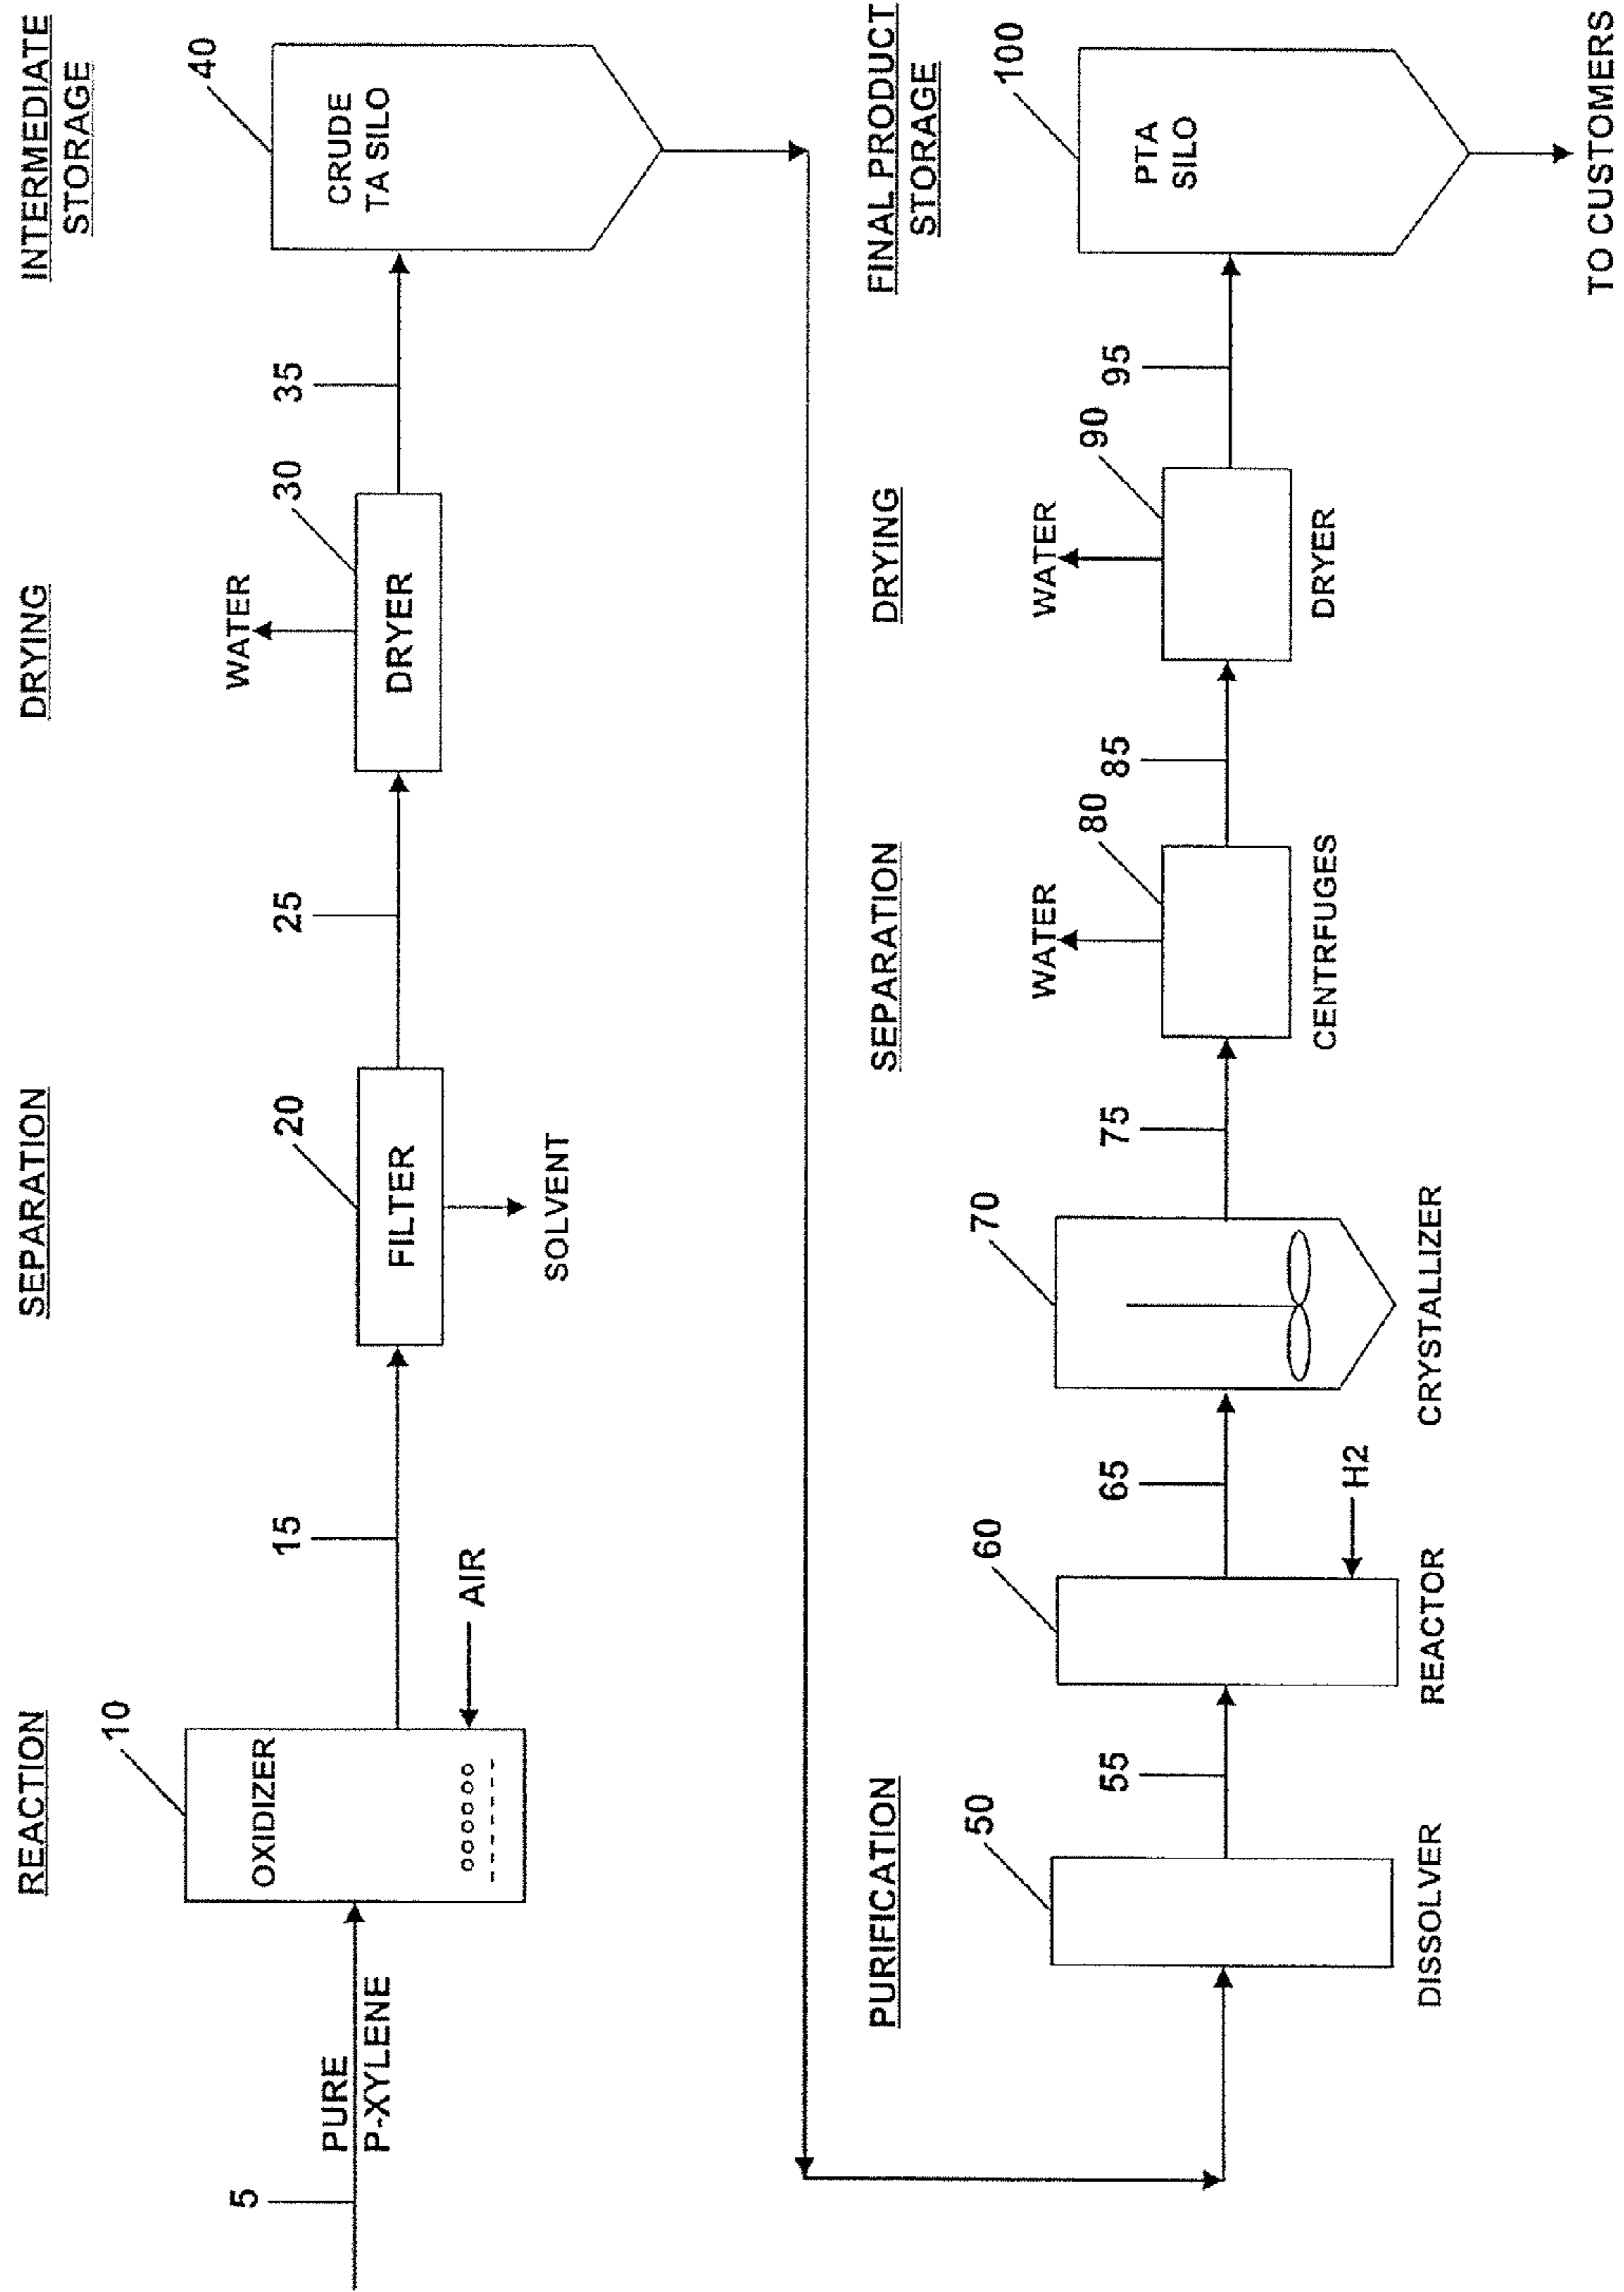 REACTION
SEPARATION
DRYING
INTERMEDIATE
STORAGE
5
PURE
P-XYLENE
10
OXIDIZER
AIR
15
20
FILTER
SOLVENT
25
WATER
30
DRYER
35
40
CRUDE
TA SILO
PURIFICATION
SEPARATION
DRYING
FINAL PRODUCT
STORAGE
50
DISSOLVER
55
60
REACTOR
H2
65
70
CRYSTALLIZER
75
WATER
80
CENTRFUGES
85
WATER
90
DRYER
95
100
PTA
SILO
TO CUSTOMERS